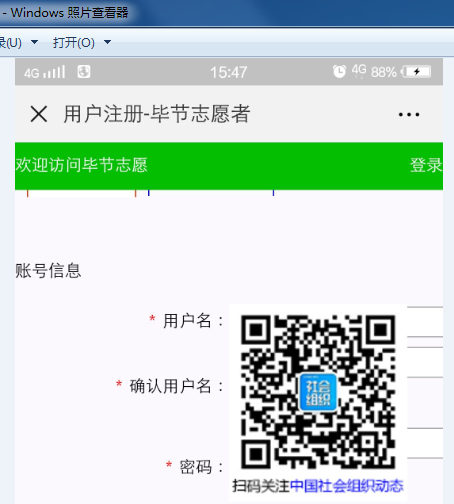 - Windows 照片查看器
录(U) 打开(O)
4G 15:47 4G 88%
用户注册-毕节志愿者
欢迎访问毕节志愿 登录
账号信息
* 用户名：
* 确认用户名：
社会
组织
* 密码：
扫码关注中国社会组织动态